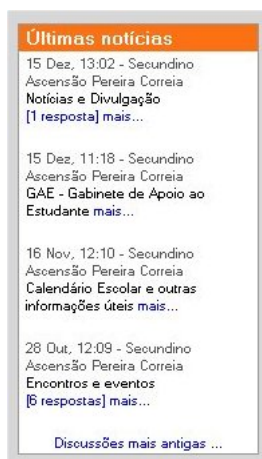 Últimas notícias
15 Dez, 13:02 - Secundino
Ascensão Pereira Correia
Notícias e Divulgação
[1 resposta] mais...
15 Dez, 11:18 - Secundino
Ascensão Pereira Correia
GAE - Gabinete de Apoio ao
Estudante mais...
16 Nov, 12:10 - Secundino
Ascensão Pereira Correia
Calendário Escolar e outras
informações úteis mais...
28 Out, 12:09 - Secundino
Ascensão Pereira Correia
Encontros e eventos
[6 respostas] mais...
Discussões mais antigas ...